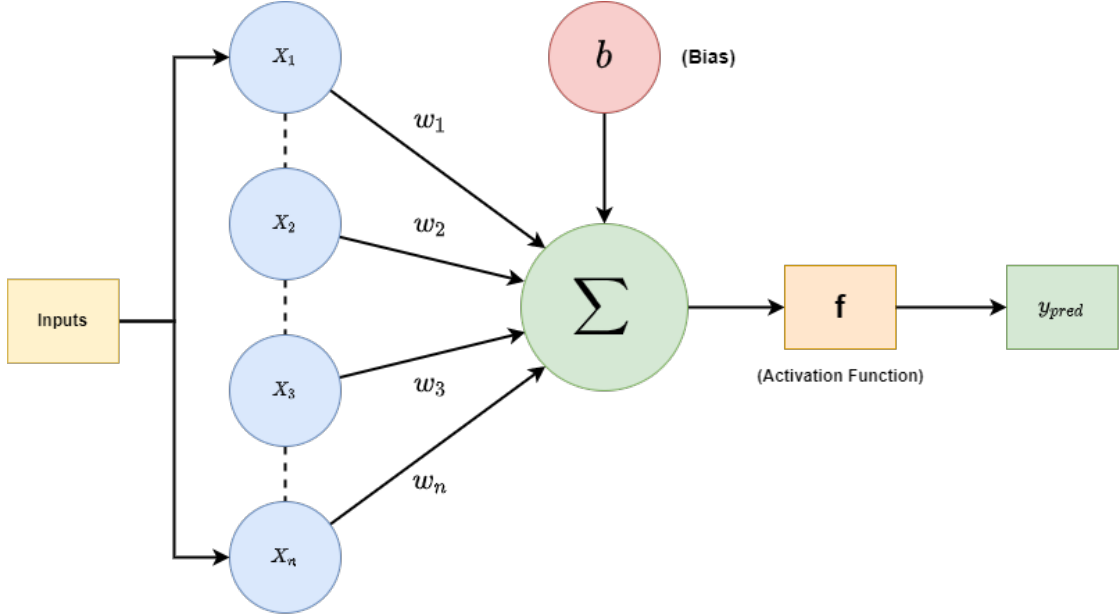 X₁
b
(Bias)
w₁
X₂
w₂
∑
f
Inputs
y_pred
(Activation Function)
X₃
w₃
wₙ
Xₙ